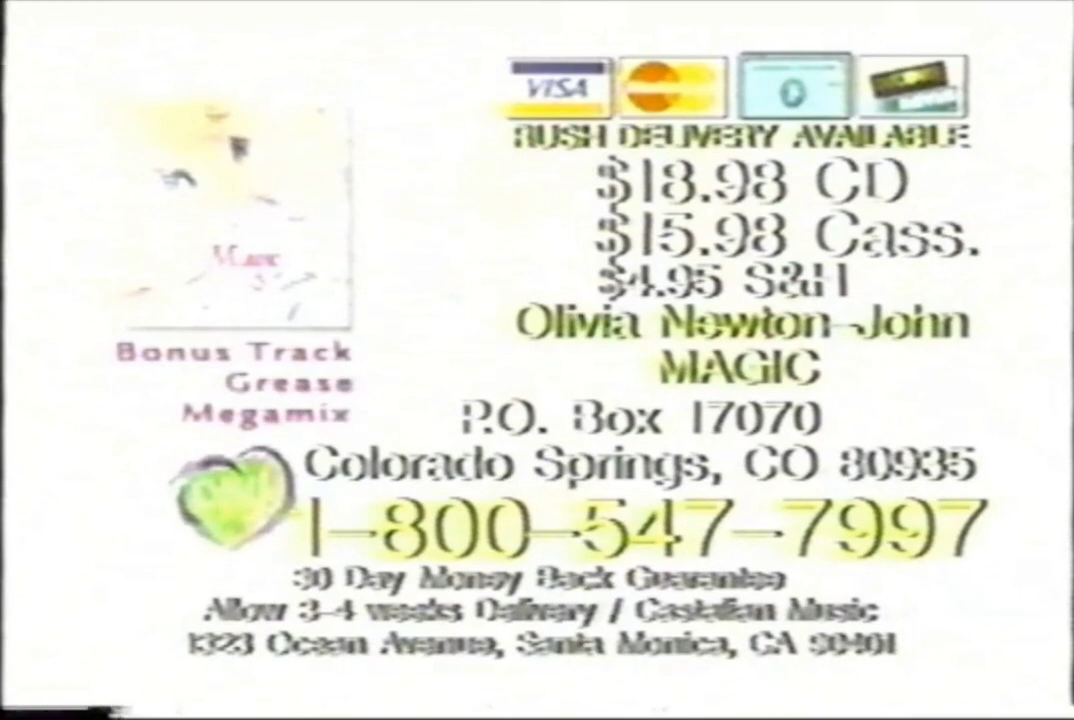 VISA
RUSH DELIVERY AVAILABLE
$18.98 CD
$15.98 Cass.
$4.95 S&H
Olivia Newton-John
MAGIC
Bonus Track
Grease
Megamix
P.O. Box 17070
Colorado Springs, CO 80935
1-800-547-7997
30 Day Money Back Guarantee
Allow 3-4 weeks Delivery / Castalian Music
1323 Ocean Avenue, Santa Monica, CA 90401